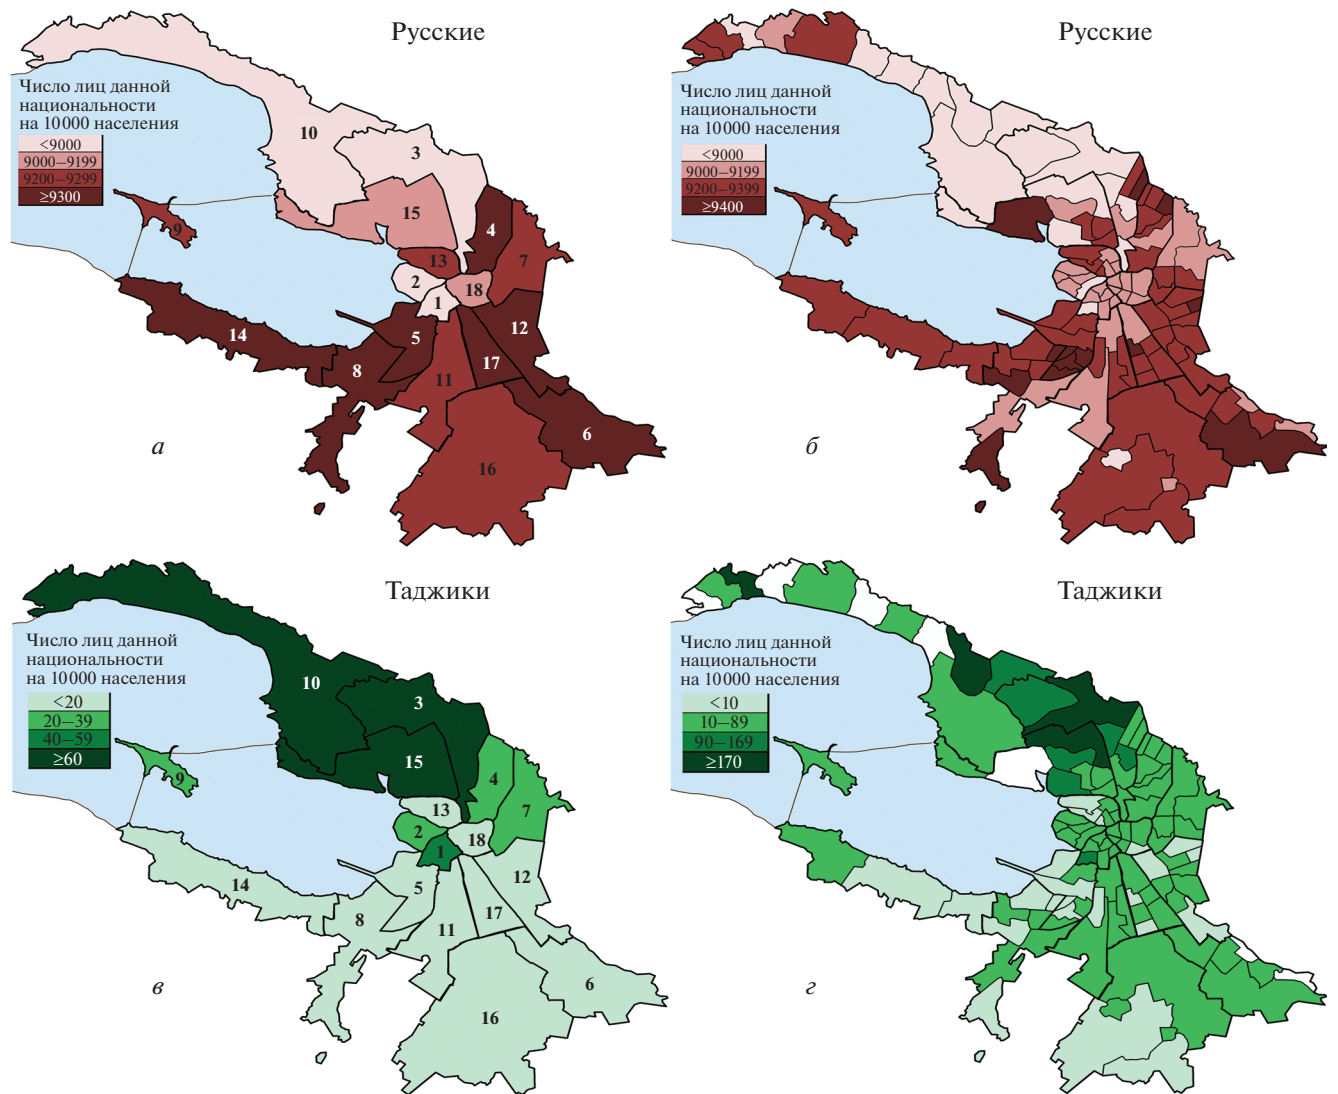 Русские
Число лиц данной
национальности
на 10000 населения
<9000
9000–9199
9200–9299
≥9300
10
3
15
4
9
13
7
2
18
1
14
5
12
8
17
11
6
16
а
Русские
Число лиц данной
национальности
на 10000 населения
<9000
9000–9199
9200–9399
≥9400
б
Таджики
Число лиц данной
национальности
на 10000 населения
<20
20–39
40–59
≥60
10
3
15
4
9
13
7
2
18
1
14
5
12
8
17
11
6
16
в
Таджики
Число лиц данной
национальности
на 10000 населения
<10
10–89
90–169
≥170
г